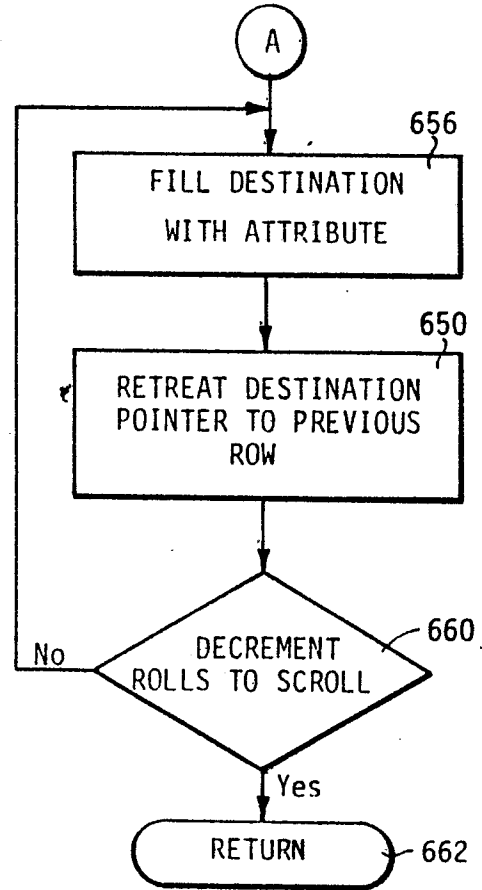 A
656
FILL DESTINATION
WITH ATTRIBUTE
650
RETREAT DESTINATION
POINTER TO PREVIOUS
ROW
660
DECREMENT
ROLLS TO SCROLL
No
Yes
RETURN
662